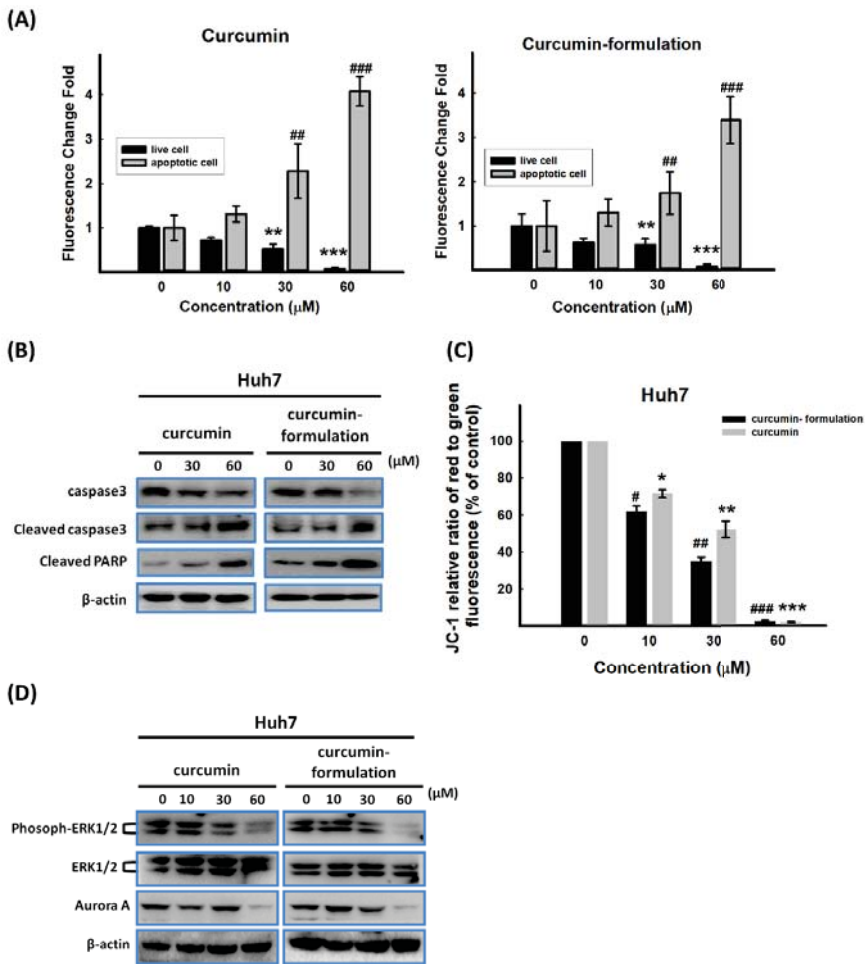 (A)
Curcumin
Fluorescence Change Fold
4
3
2
1
live cell
apoptotic cell
**
##
***
###
0 10 30 60
Concentration (μM)
Curcumin-formulation
Fluorescence Change Fold
4
3
2
1
live cell
apoptotic cell
**
##
***
###
0 10 30 60
Concentration (μM)
(B)
Huh7
curcumin
curcumin-
formulation
0 30 60 0 30 60 (μM)
caspase3
Cleaved caspase3
Cleaved PARP
β-actin
(C)
Huh7
JC-1 relative ratio of red to green
fluorescence (% of control)
curcumin- formulation
curcumin
100
80
60
40
20
#
*
##
**
###
***
0 10 30 60
Concentration (μM)
(D)
Huh7
curcumin
curcumin-
formulation
0 10 30 60 0 10 30 60 (μM)
Phosoph-ERK1/2
ERK1/2
Aurora A
β-actin